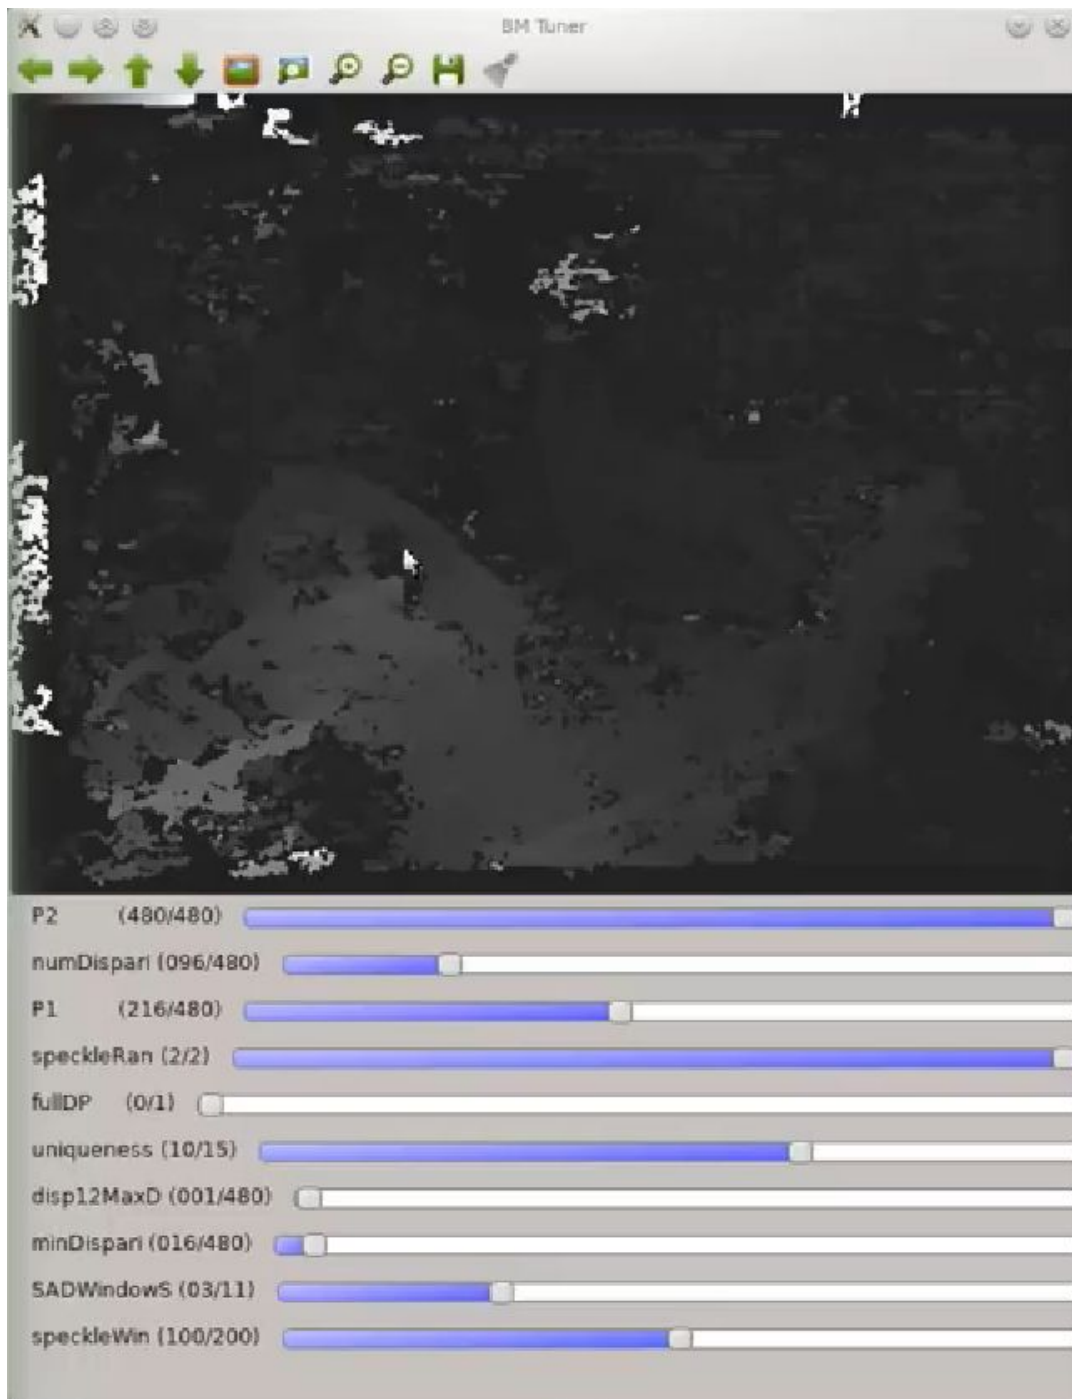 BM Tuner
P2 (480/480)
numDispari (096/480)
P1 (216/480)
speckleRan (2/2)
fullDP (0/1)
uniqueness (10/15)
disp12MaxD (001/480)
minDispari (016/480)
SADWindowS (03/11)
speckleWin (100/200)